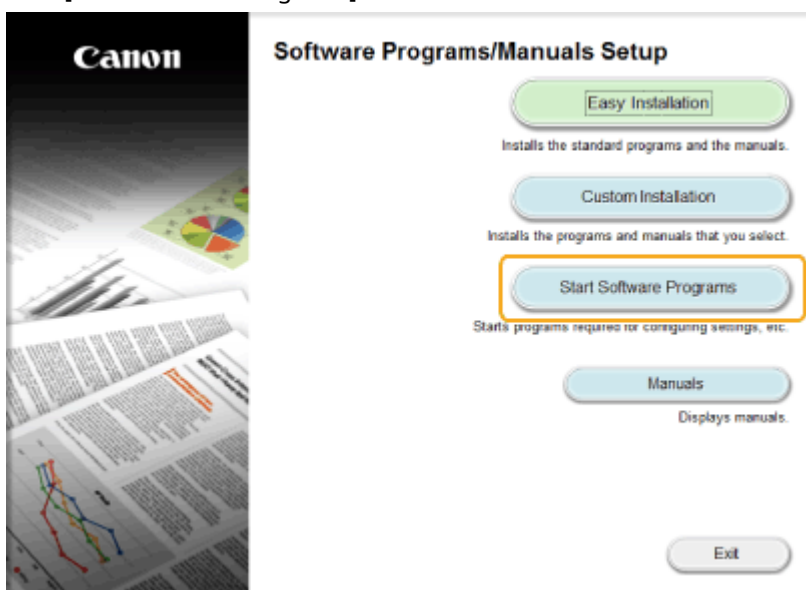 Canon
Software Programs/Manuals Setup
Easy Installation
Installs the standard programs and the manuals.
Custom Installation
Installs the programs and manuals that you select.
Start Software Programs
Starts programs required for configuring settings, etc.
Manuals
Displays manuals.
Exit